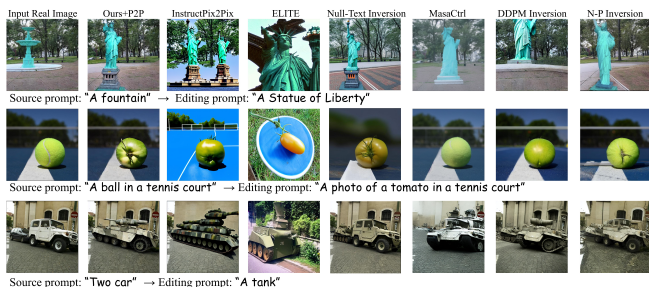 Input Real Image Ours+P2P InstructPix2Pix ELITE Null-Text Inversion MasaCtrl DDPM Inversion N-P Inversion
Source prompt: “A fountain” → Editing prompt: “A Statue of Liberty”
Source prompt: “A ball in a tennis court” → Editing prompt: “A photo of a tomato in a tennis court”
Source prompt: “Two car” → Editing prompt: “A tank”